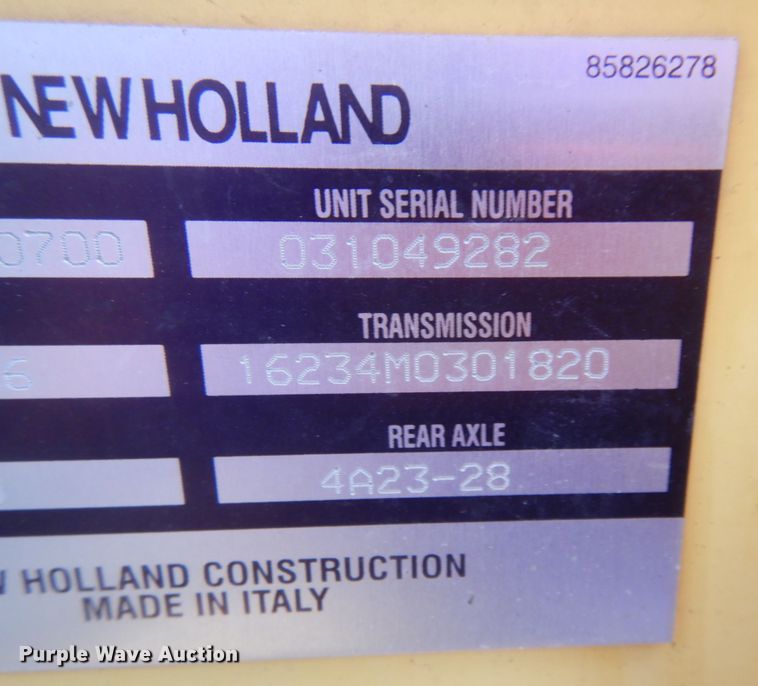 85826278
NEW HOLLAND
UNIT SERIAL NUMBER
0700 031049282
TRANSMISSION
6 16234M0301820
REAR AXLE
4A23-28
HOLLAND CONSTRUCTION
MADE IN ITALY
Purple Wave Auction